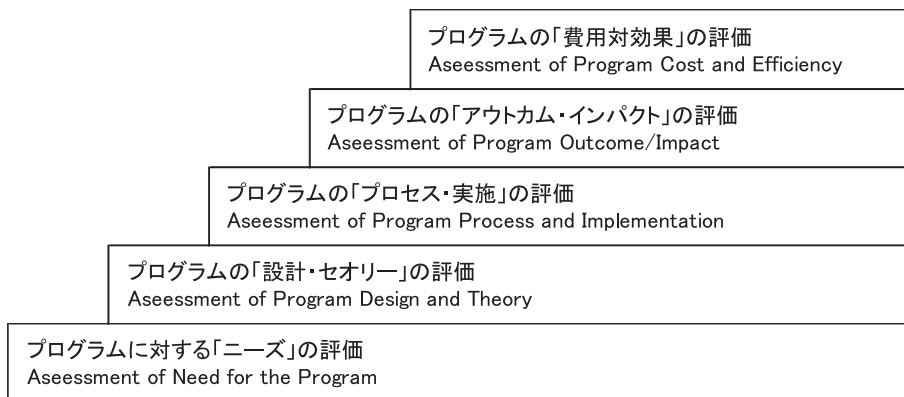 プログラムの「費用対効果」の評価
Aseessment of Program Cost and Efficiency
プログラムの「アウトカム・インパクト」の評価
Aseessment of Program Outcome/Impact
プログラムの「プロセス・実施」の評価
Aseessment of Program Process and Implementation
プログラムの「設計・セオリー」の評価
Aseessment of Program Design and Theory
プログラムに対する「ニーズ」の評価
Aseessment of Need for the Program